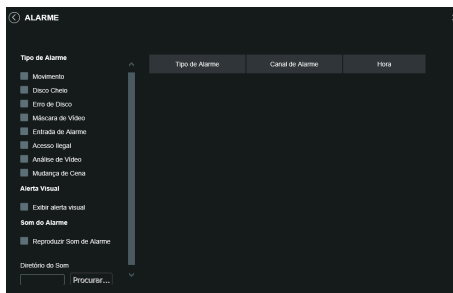 ALARME
Tipo de Alarme
Tipo de Alarme Canal de Alarme Hora
Movimento
Disco Cheio
Erro de Disco
Máscara de Vídeo
Entrada de Alarme
Acesso Ilegal
Análise de Vídeo
Mudança de Cena
Alerta Visual
Exibir alerta visual
Som do Alarme
Reproduzir Som de Alarme
Diretório do Som
Procurar...